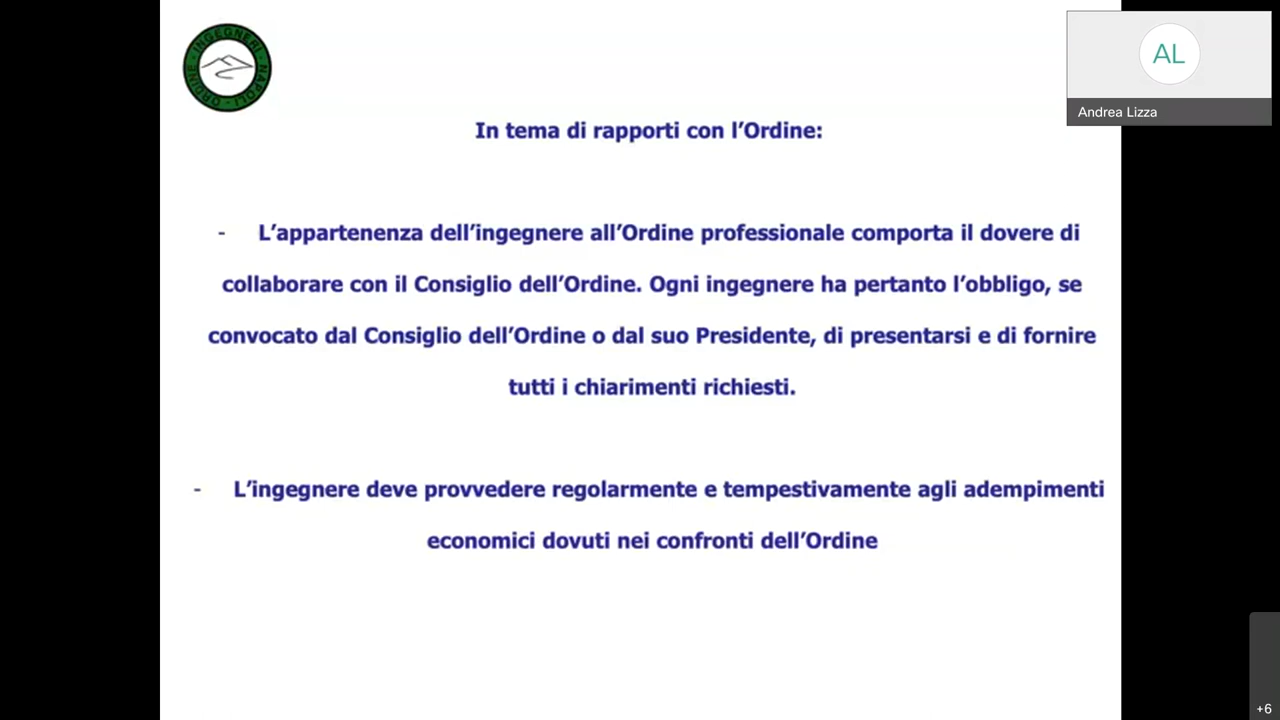 ORDINE · INGEGNERI · NAPOLI
AL
Andrea Lizza
In tema di rapporti con l’Ordine:
- L’appartenenza dell’ingegnere all’Ordine professionale comporta il dovere di
collaborare con il Consiglio dell’Ordine. Ogni ingegnere ha pertanto l’obbligo, se
convocato dal Consiglio dell’Ordine o dal suo Presidente, di presentarsi e di fornire
tutti i chiarimenti richiesti.
- L’ingegnere deve provvedere regolarmente e tempestivamente agli adempimenti
economici dovuti nei confronti dell’Ordine
+6